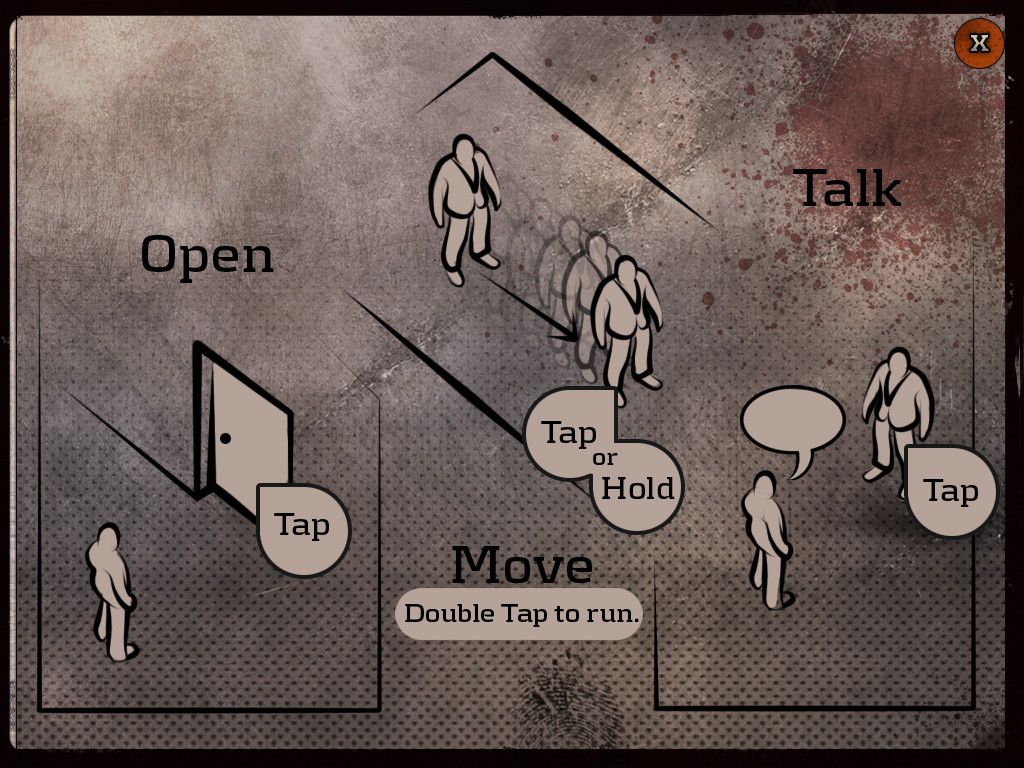 X
Talk
Open
Tap
or
Hold
Tap
Tap
Move
Double Tap to run.